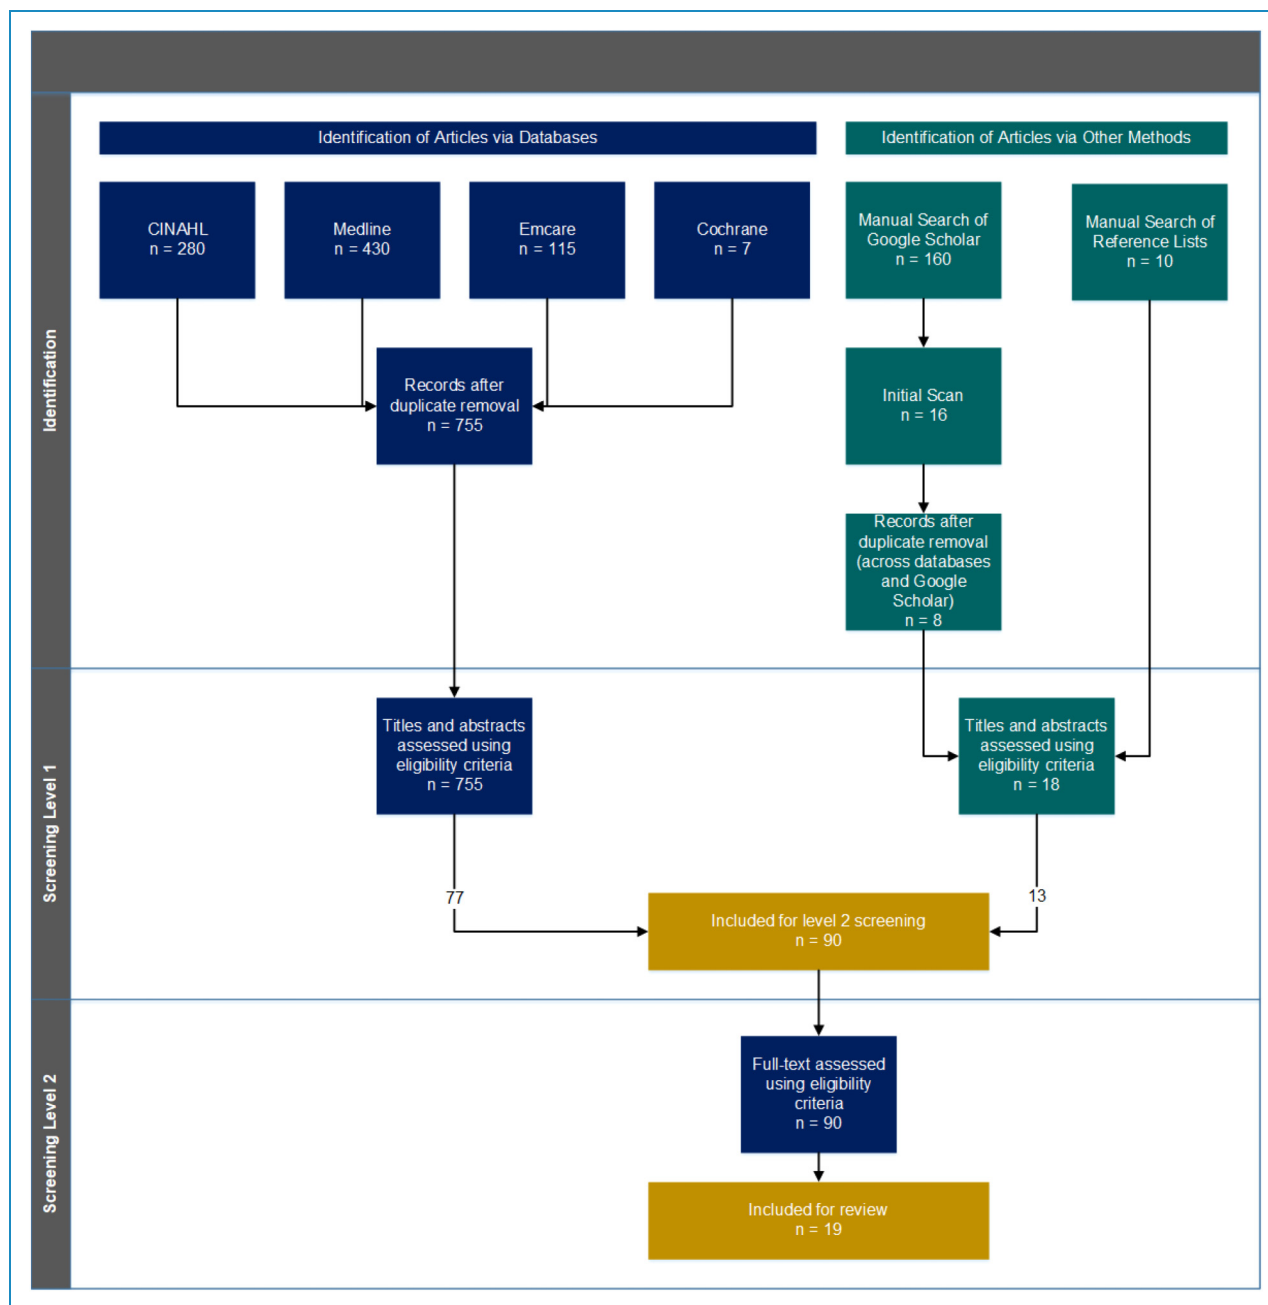 Identification of Articles via Databases
Identification of Articles via Other Methods
CINAHL
n = 280
Medline
n = 430
Emcare
n = 115
Cochrane
n = 7
Manual Search of
Google Scholar
n = 160
Manual Search of
Reference Lists
n = 10
Identification
Records after
duplicate removal
n = 755
Initial Scan
n = 16
Records after
duplicate removal
(across databases
and Google
Scholar)
n = 8
Screening Level 1
Titles and abstracts
assessed using
eligibility criteria
n = 755
Titles and abstracts
assessed using
eligibility criteria
n = 18
77
13
Included for level 2 screening
n = 90
Screening Level 2
Full-text assessed
using eligibility
criteria
n = 90
Included for review
n = 19